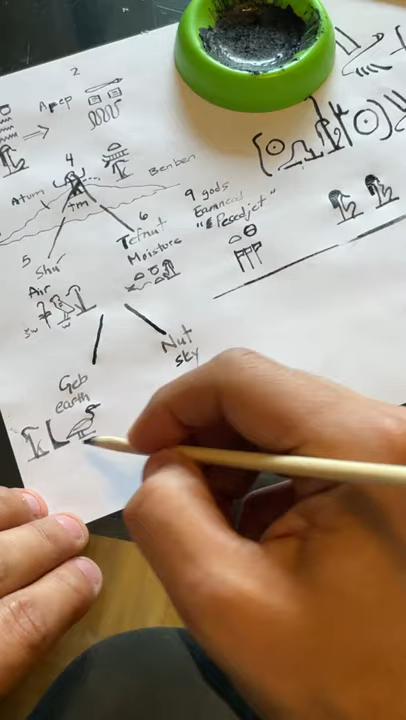 2
Apep
4
Benben
Atum
tm
9 gods
Ennead
"Pesedjet"
6
Tefnut
Moisture
5
Shu
Air
šw
Nut
sky
Geb
earth